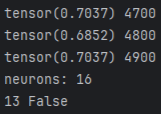 tensor(0.7037) 4700
tensor(0.6852) 4800
tensor(0.7037) 4900
neurons: 16
13 False